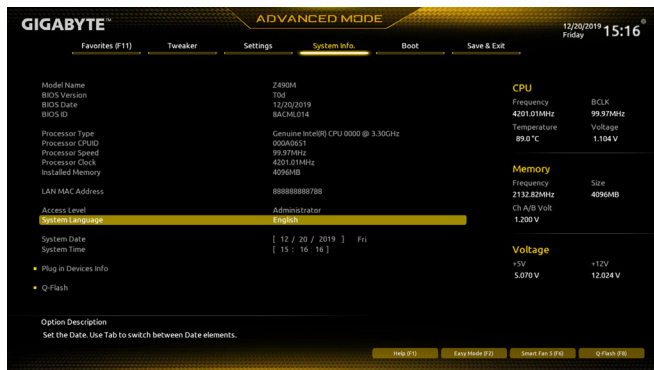 GIGABYTE™
ADVANCED MODE
12/20/2019 Friday 15:16
Favorites (F11) Tweaker Settings System Info. Boot Save & Exit
Model Name Z490M
BIOS Version T0d
BIOS Date 12/20/2019
BIOS ID 8ACML014
Processor Type Genuine Intel(R) CPU 0000 @ 3.30GHz
Processor CPUID 000A0651
Processor Speed 99.97MHz
Processor Clock 4201.01MHz
Installed Memory 4096MB
LAN MAC Address 888888888788
Access Level Administrator
System Language English
System Date [ 12 / 20 / 2019 ] Fri
System Time [ 15 : 16 : 16 ]
Plug in Devices Info
Q-Flash
CPU
Frequency BCLK
4201.01MHz 99.97MHz
Temperature Voltage
89.0 °C 1.104 V
Memory
Frequency Size
2132.82MHz 4096MB
Ch A/B Volt
1.200 V
Voltage
+5V +12V
5.070 V 12.024 V
Option Description
Set the Date. Use Tab to switch between Date elements.
Help (F1) Easy Mode (F2) Smart Fan 5 (F6) Q-Flash (F8)